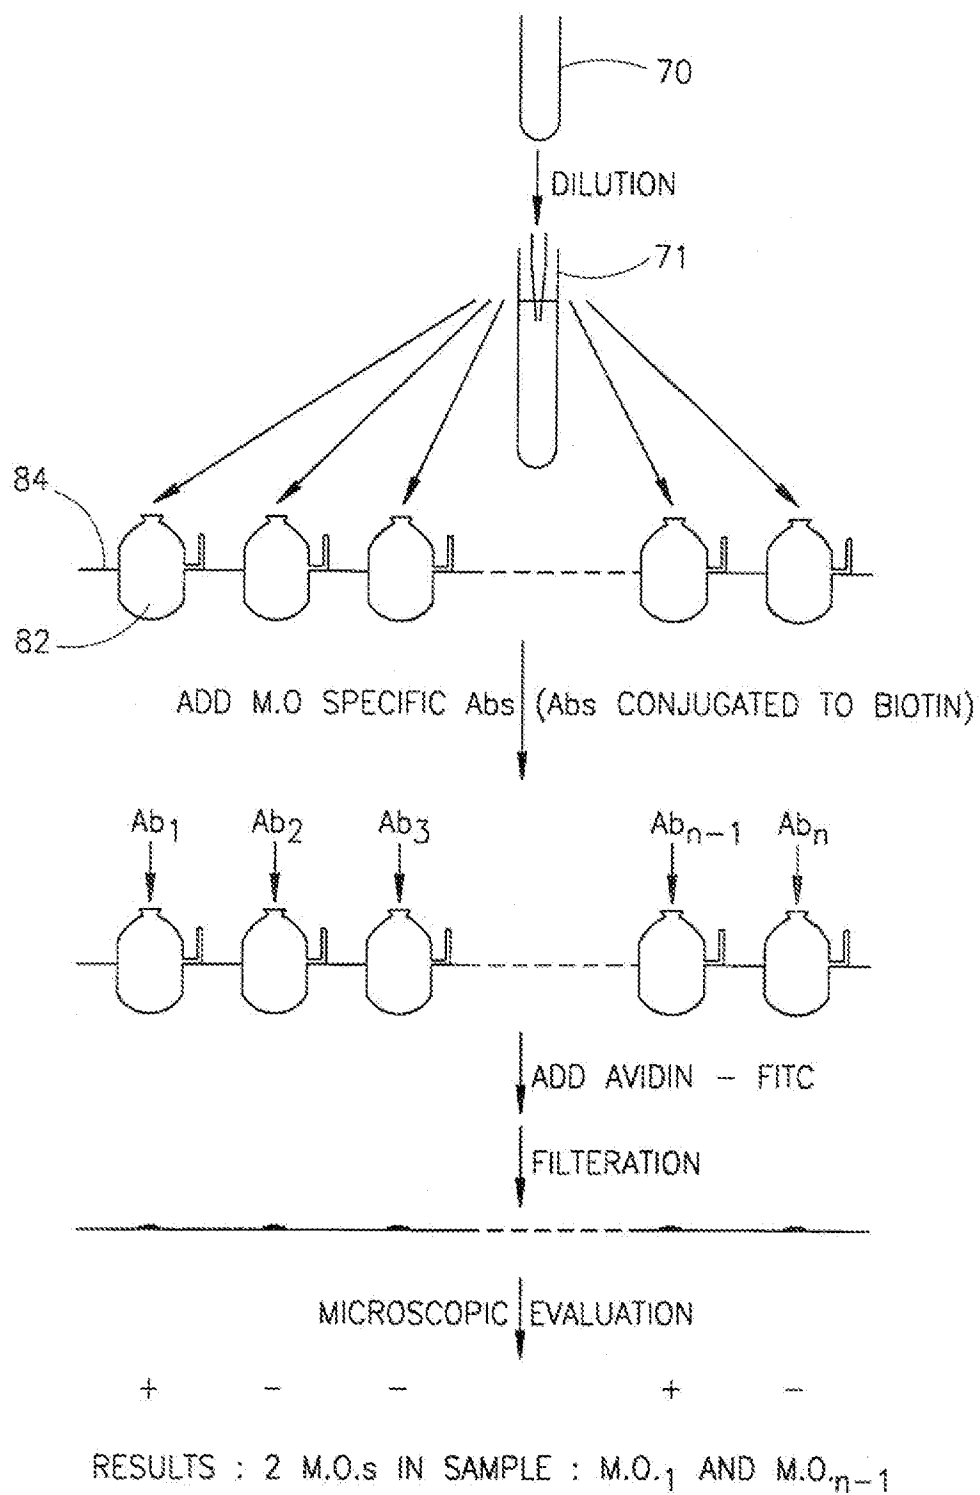 70
DILUTION
71
84
82
ADD M.O SPECIFIC Abs (Abs CONJUGATED TO BIOTIN)
Ab1 Ab2 Ab3 Abn-1 Abn
ADD AVIDIN - FITC
FILTERATION
MICROSCOPIC EVALUATION
+ - - + -
RESULTS : 2 M.O.s IN SAMPLE : M.O.1 AND M.O.n-1